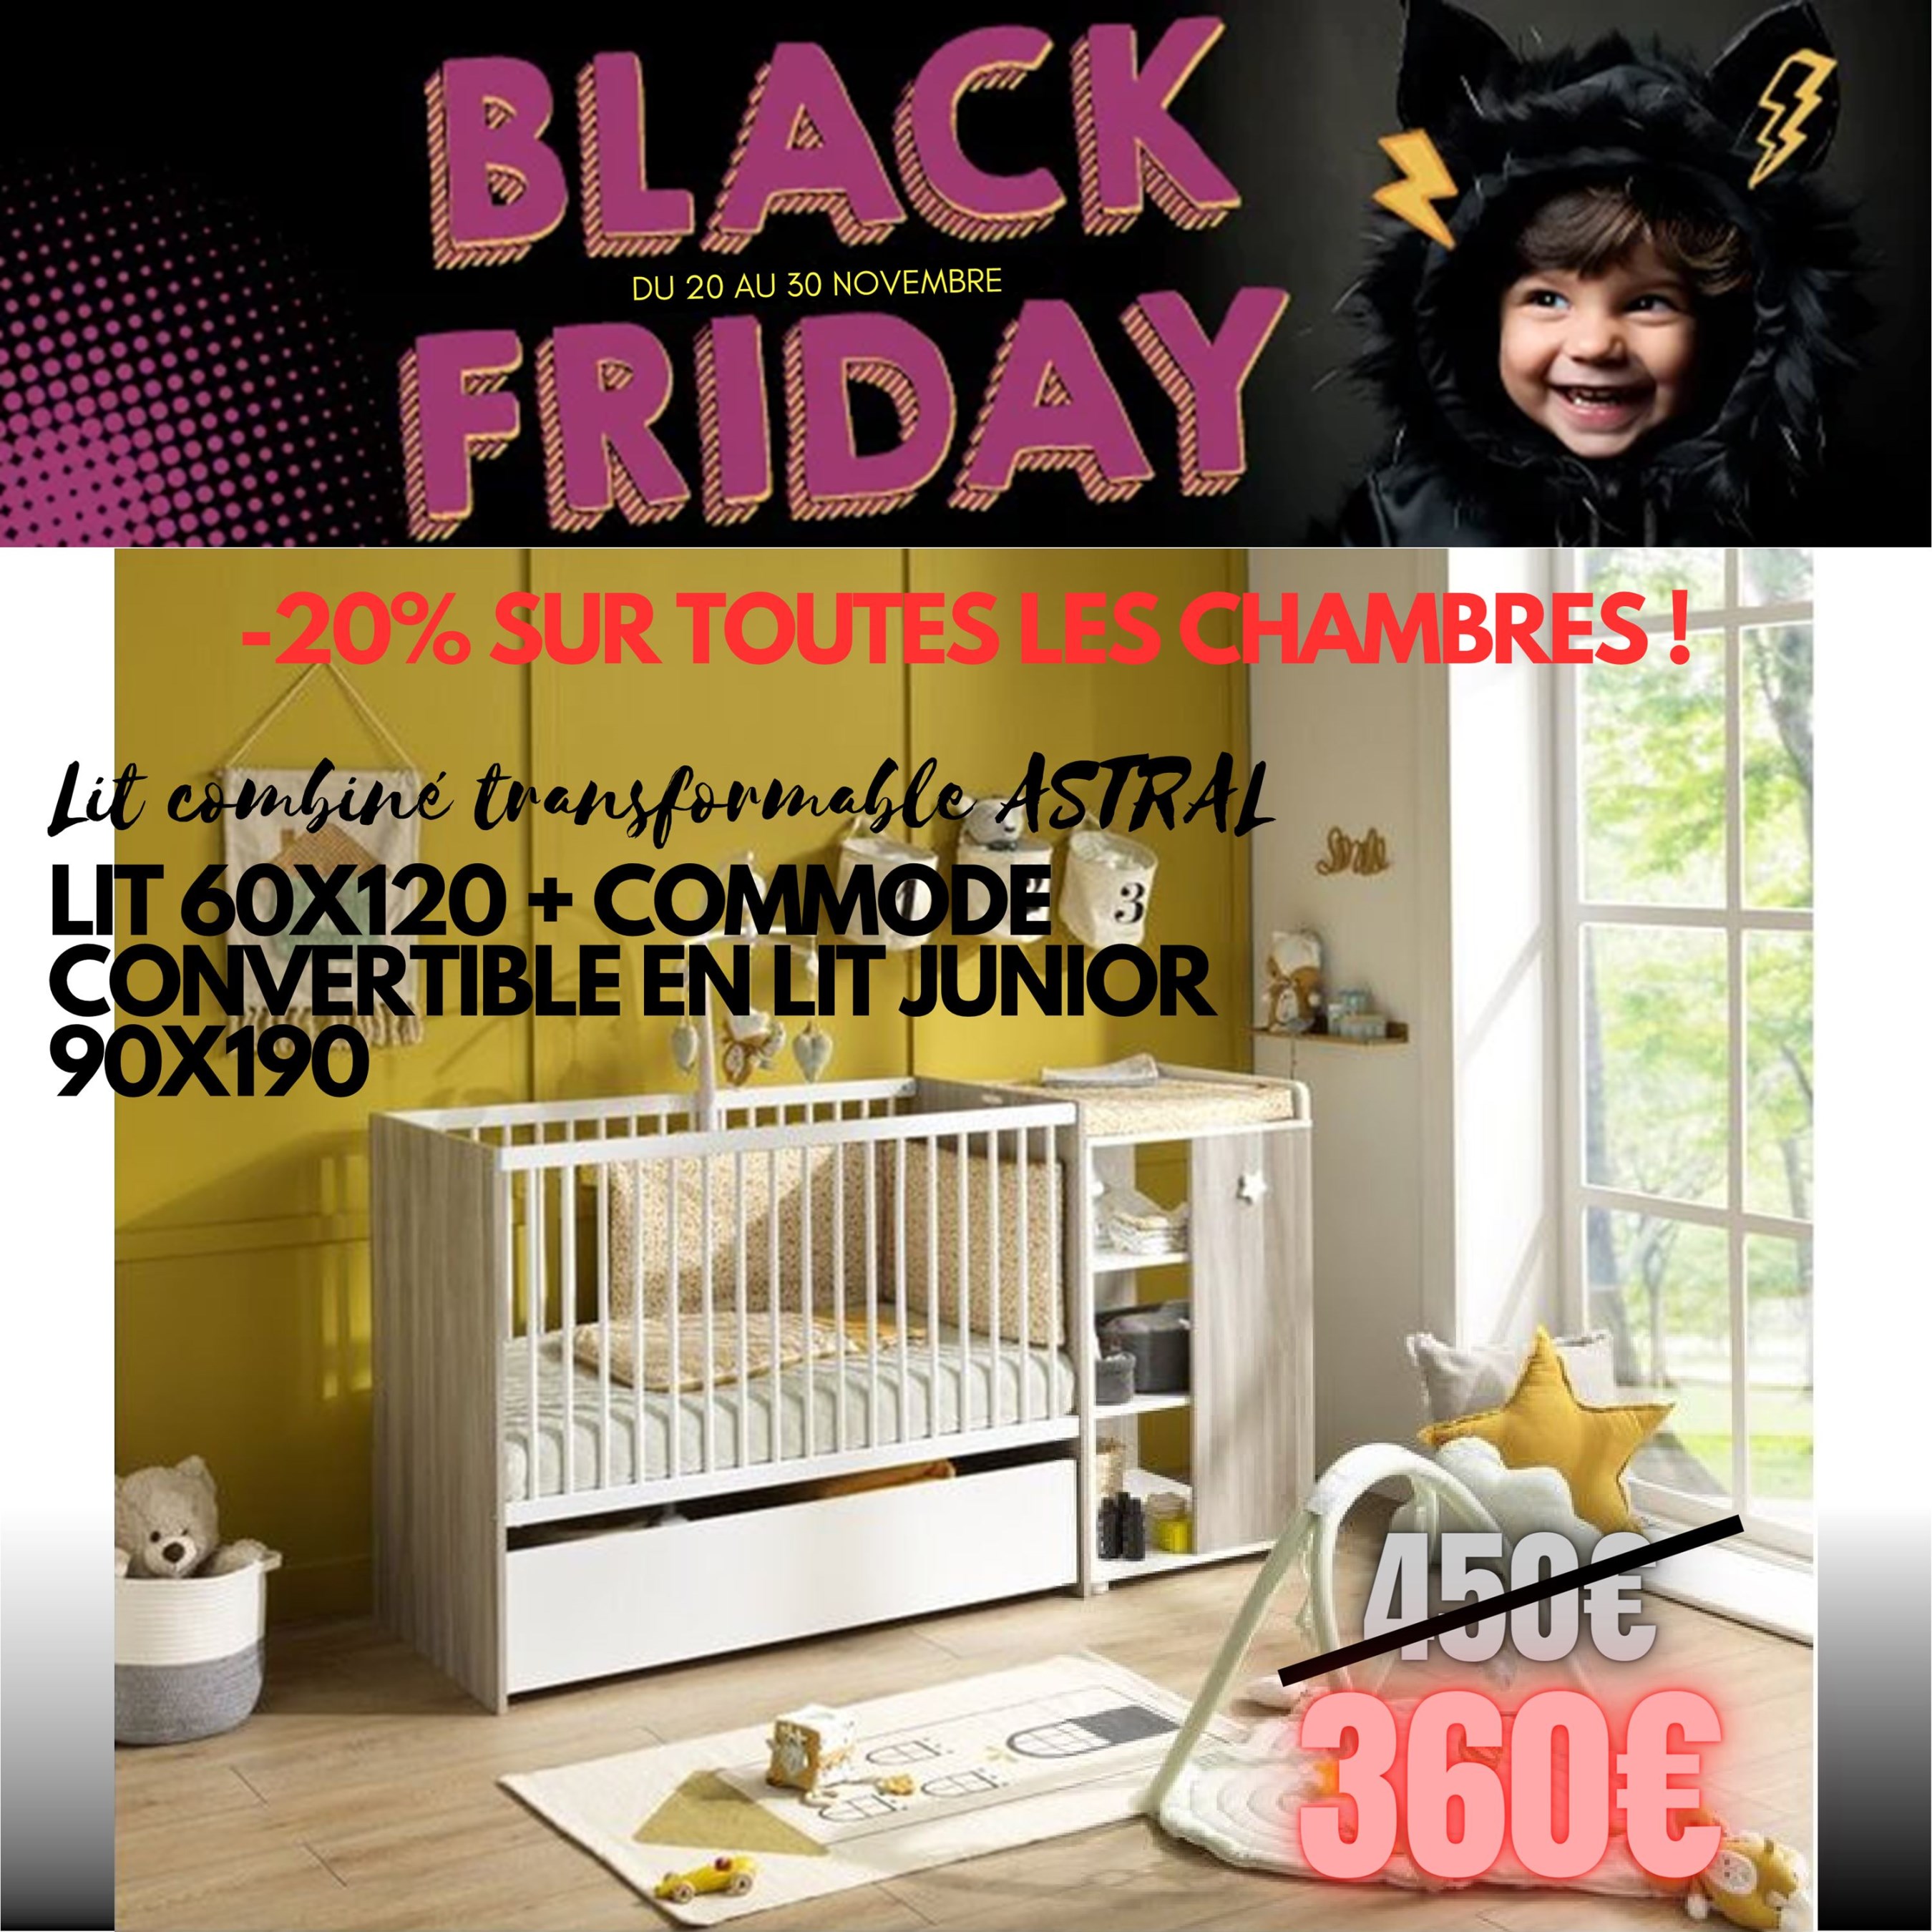 BLACK
DU 20 AU 30 NOVEMBRE
FRIDAY
-20% SUR TOUTES LES CHAMBRES !
Lit combiné transformable ASTRAL
LIT 60X120 + COMMODE
CONVERTIBLE EN LIT JUNIOR
90X190
3
450€
360€